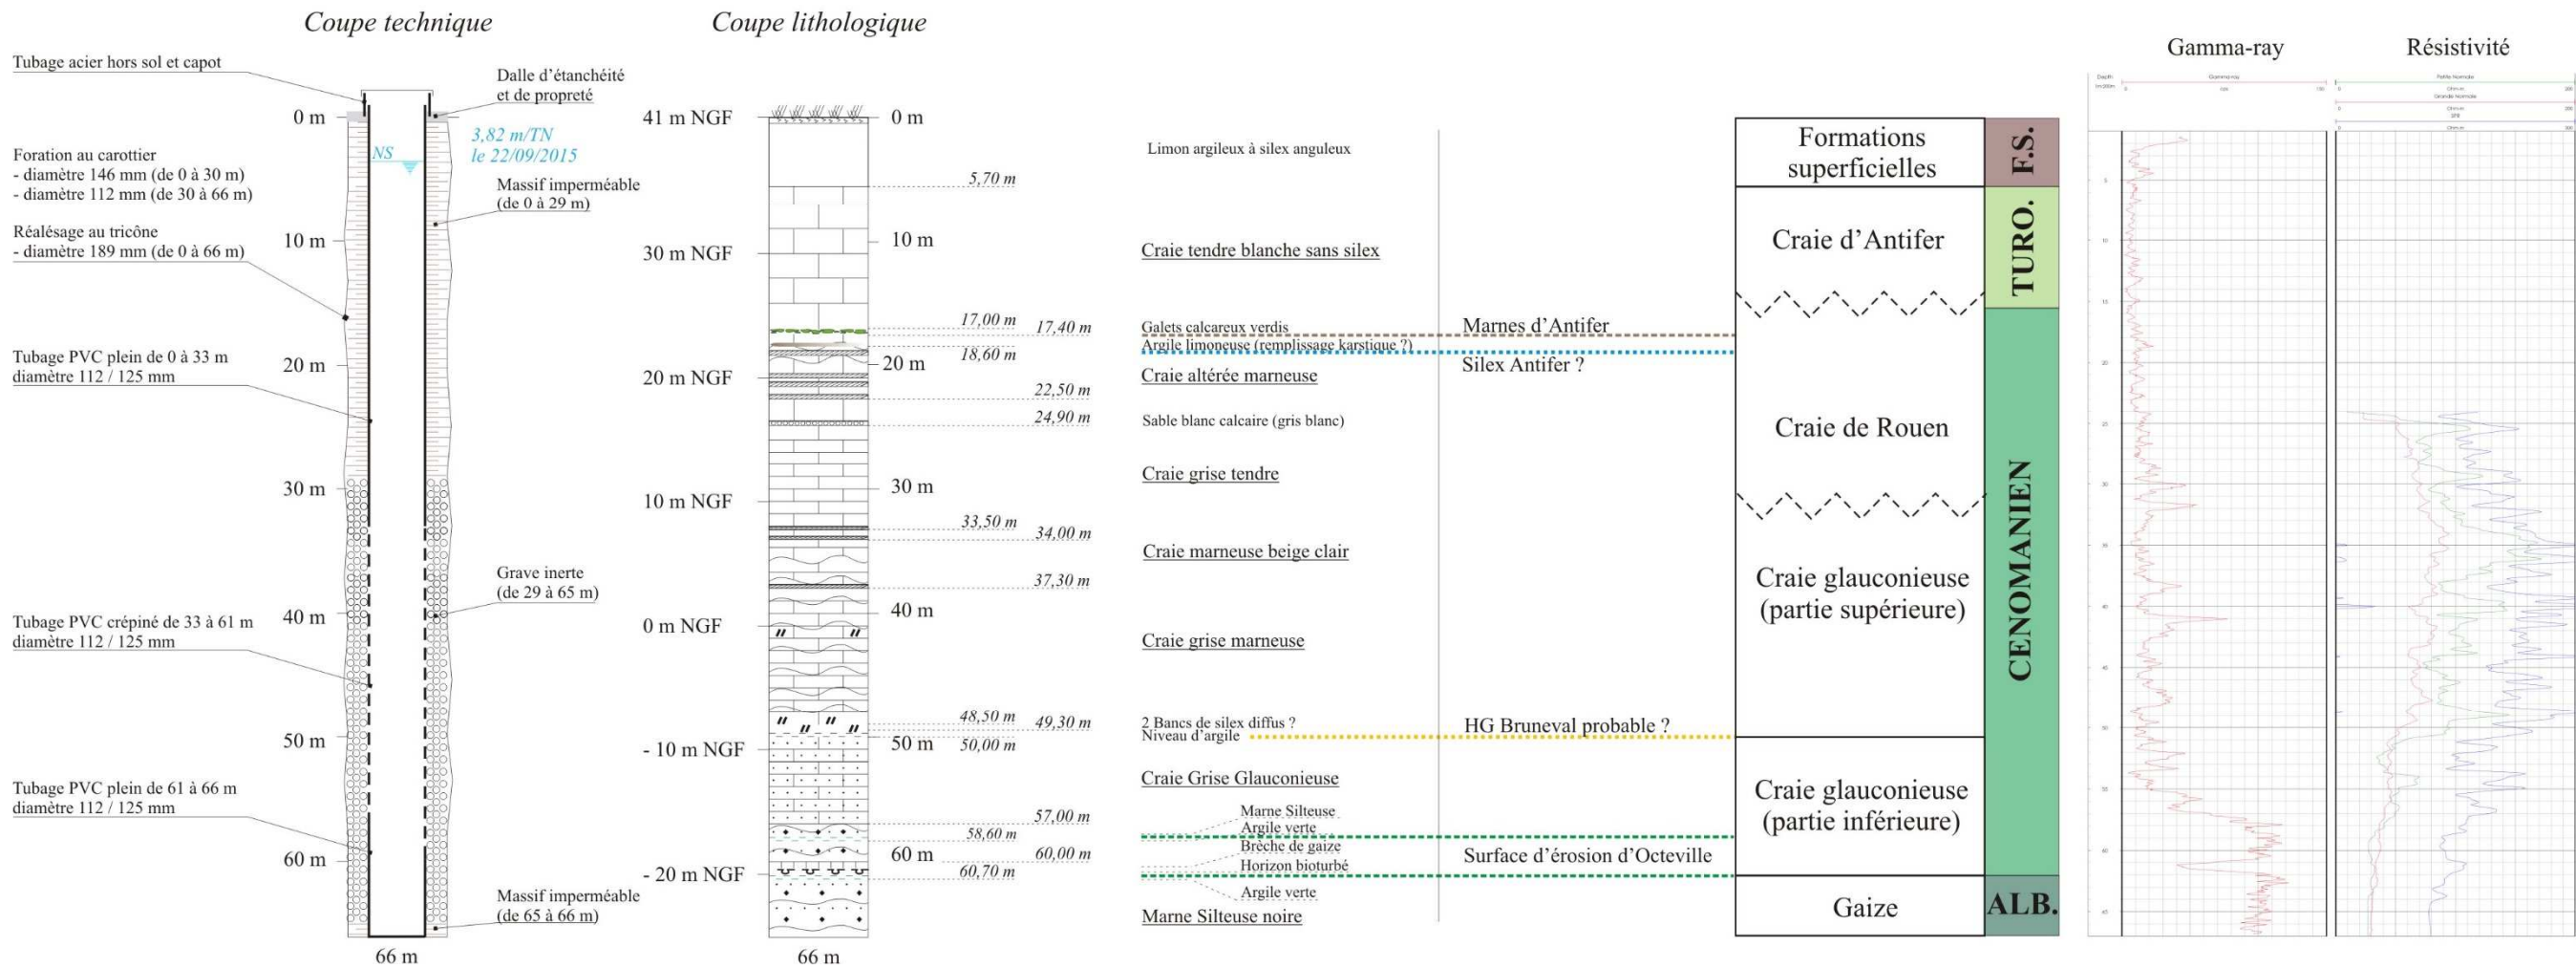 Coupe technique
Coupe lithologique
Gamma-ray
Résistivité
Tubage acier hors sol et capot
Dalle d'étanchéité
et de propreté
0 m
3,82 m/TN
le 22/09/2015
NS
Foration au carottier
- diamètre 146 mm (de 0 à 30 m)
- diamètre 112 mm (de 30 à 66 m)
Massif imperméable
(de 0 à 29 m)
Réalésage au tricône
- diamètre 189 mm (de 0 à 66 m)
10 m
Tubage PVC plein de 0 à 33 m
diamètre 112 / 125 mm
20 m
30 m
Grave inerte
(de 29 à 65 m)
40 m
Tubage PVC crépiné de 33 à 61 m
diamètre 112 / 125 mm
50 m
Tubage PVC plein de 61 à 66 m
diamètre 112 / 125 mm
60 m
Massif imperméable
(de 65 à 66 m)
66 m
41 m NGF
30 m NGF
20 m NGF
10 m NGF
0 m NGF
- 10 m NGF
- 20 m NGF
0 m
10 m
20 m
30 m
40 m
50 m
60 m
66 m
5,70 m
17,00 m
17,40 m
18,60 m
22,50 m
24,90 m
33,50 m
34,00 m
37,30 m
48,50 m
49,30 m
50,00 m
57,00 m
58,60 m
60,00 m
60,70 m
Limon argileux à silex anguleux
Craie tendre blanche sans silex
Galets calcareux verdis
Argile limoneuse (remplissage karstique ?)
Craie altérée marneuse
Sable blanc calcaire (gris blanc)
Craie grise tendre
Craie marneuse beige clair
Craie grise marneuse
2 Bancs de silex diffus ?
Niveau d'argile
Craie Grise Glauconieuse
Marne Silteuse
Argile verte
Brèche de gaize
Horizon bioturbé
Argile verte
Marne Silteuse noire
Marnes d'Antifer
Silex Antifer ?
HG Bruneval probable ?
Surface d'érosion d'Octeville
Formations
superficielles
Craie d'Antifer
Craie de Rouen
Craie glauconieuse
(partie supérieure)
Craie glauconieuse
(partie inférieure)
Gaize
F.S.
TURO.
CENOMANIEN
ALB.
Depth
Gamma-ray
Petite Normale
Ohm-m
Grande Normale
Ohm-m
Ohm-m